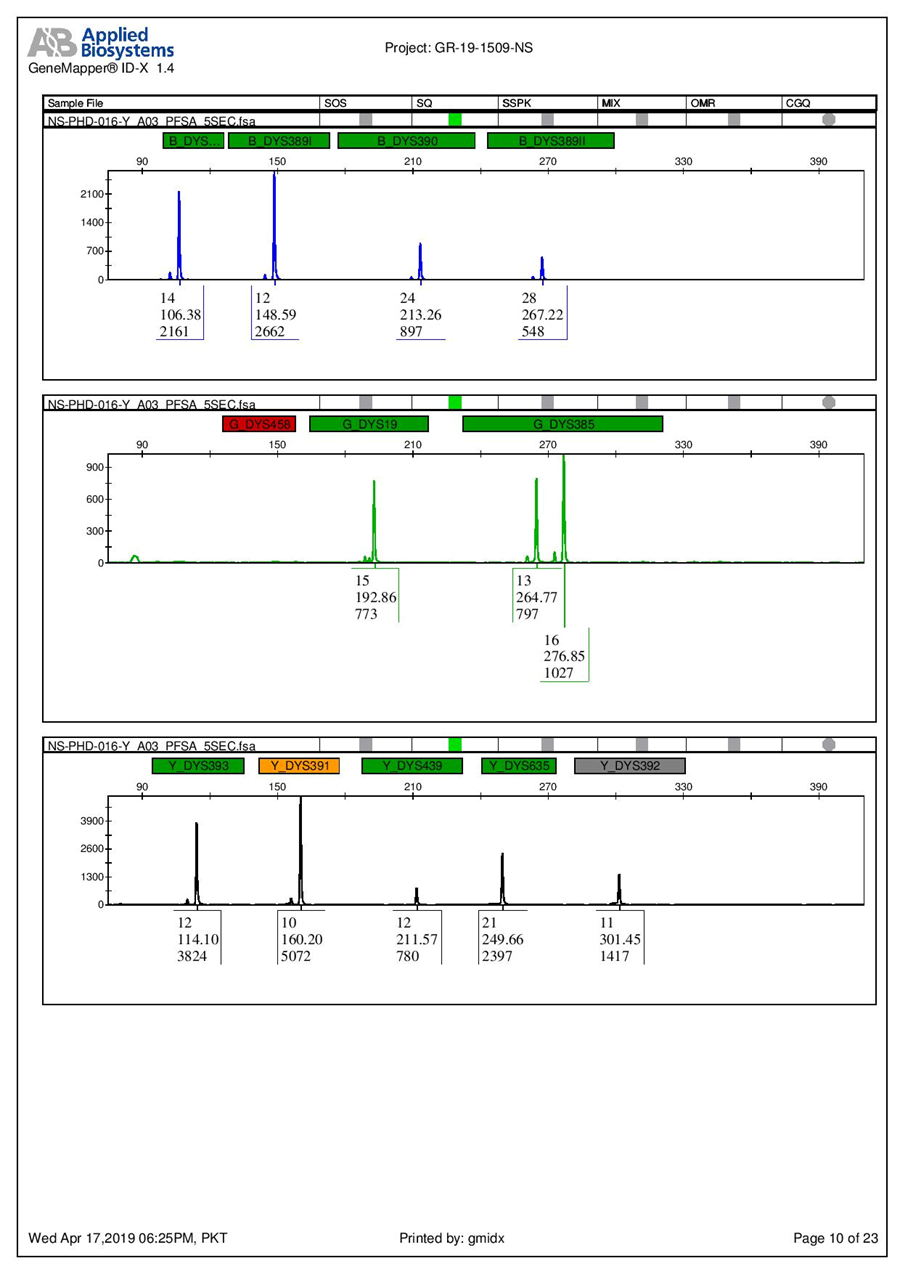 Applied
Biosystems
GeneMapper® ID-X 1.4
Project: GR-19-1509-NS
Sample File SOS SQ SSPK MIX OMR CGQ
NS-PHD-016-Y_A03_PFSA_5SEC.fsa
B_DYS... B_DYS389I B_DYS390 B_DYS389II
90 150 210 270 330 390
2100
1400
700
0
14 12 24 28
106.38 148.59 213.26 267.22
2161 2662 897 548
NS-PHD-016-Y_A03_PFSA_5SEC.fsa
G_DYS458 G_DYS19 G_DYS385
90 150 210 270 330 390
900
600
300
0
15 13
192.86 264.77
773 797
16
276.85
1027
NS-PHD-016-Y_A03_PFSA_5SEC.fsa
Y_DYS393 Y_DYS391 Y_DYS439 Y_DYS635 Y_DYS392
90 150 210 270 330 390
3900
2600
1300
0
12 10 12 21 11
114.10 160.20 211.57 249.66 301.45
3824 5072 780 2397 1417
Wed Apr 17,2019 06:25PM, PKT Printed by: gmidx Page 10 of 23